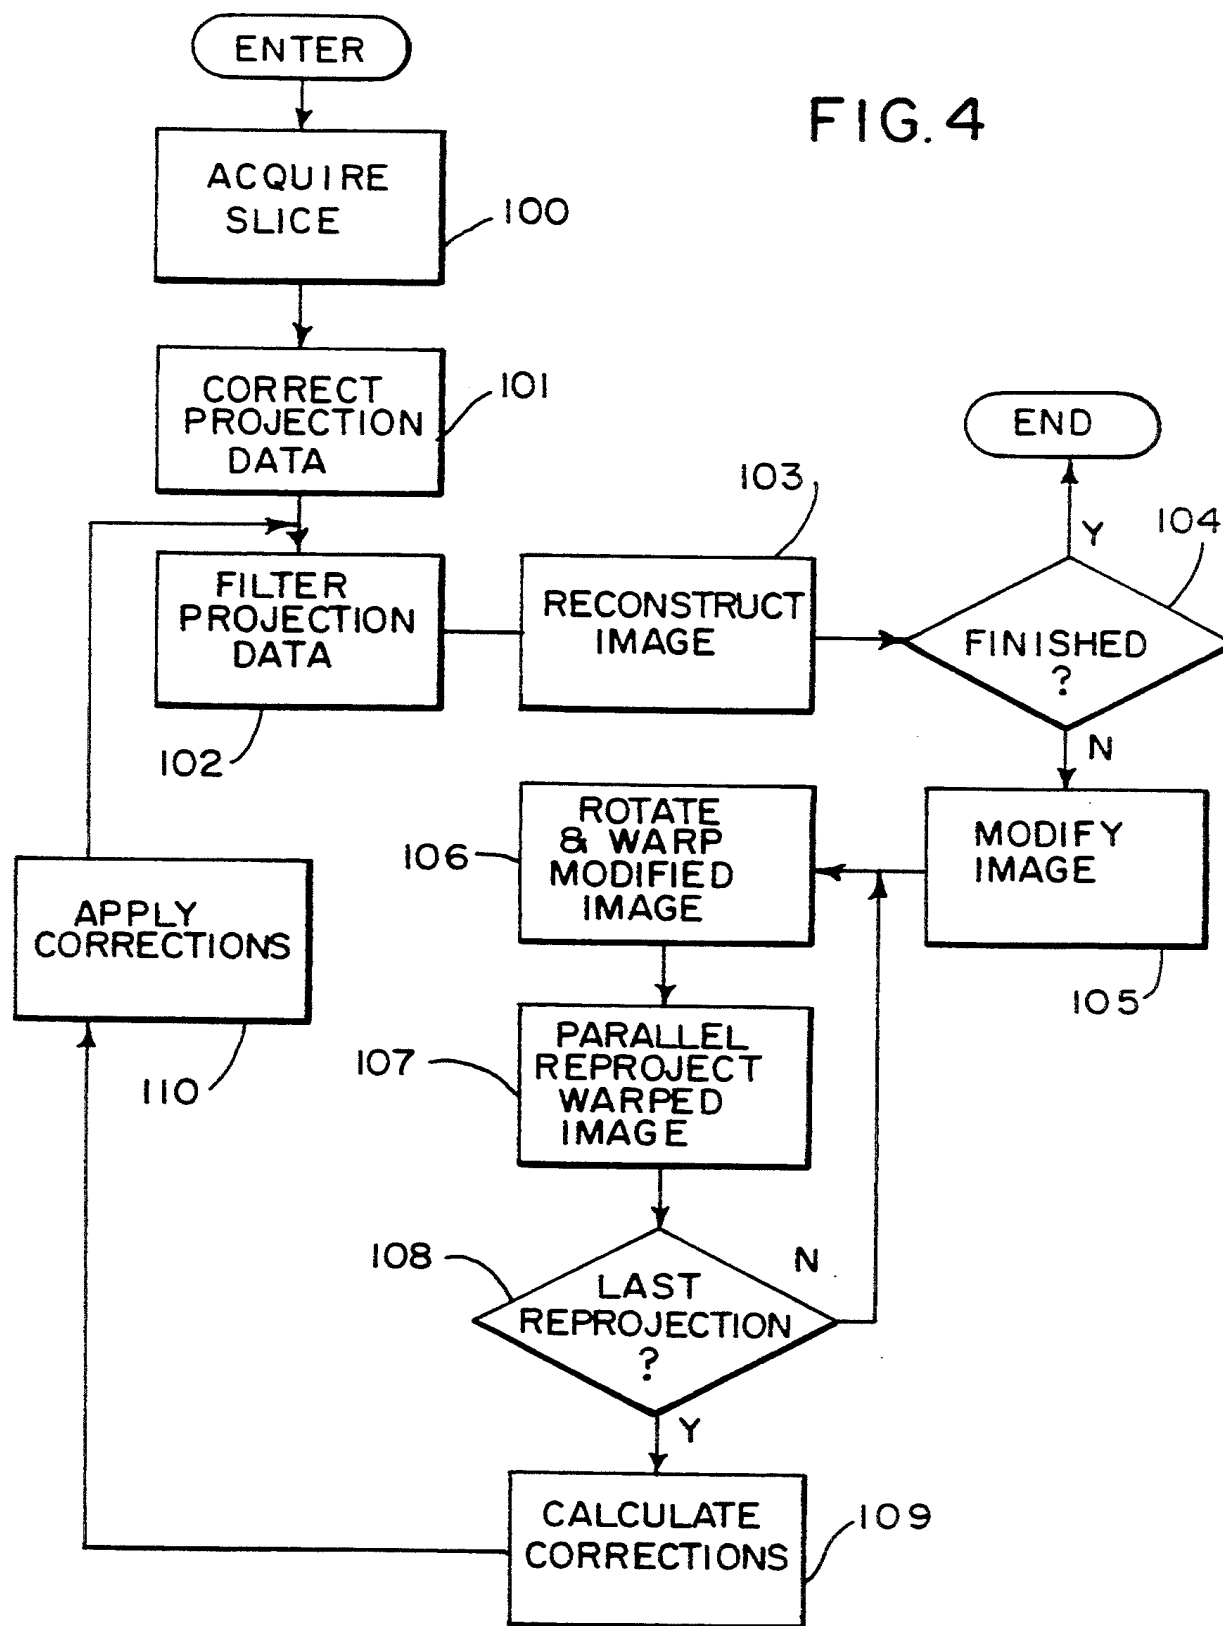 ENTER
FIG. 4
ACQUIRE
SLICE
100
CORRECT
PROJECTION
DATA
101
END
103
104
Y
FILTER
PROJECTION
DATA
102
RECONSTRUCT
IMAGE
FINISHED
?
N
ROTATE
& WARP
MODIFIED
IMAGE
106
MODIFY
IMAGE
105
APPLY
CORRECTIONS
110
PARALLEL
REPROJECT
WARPED
IMAGE
107
108
LAST
REPROJECTION
?
N
Y
CALCULATE
CORRECTIONS
109